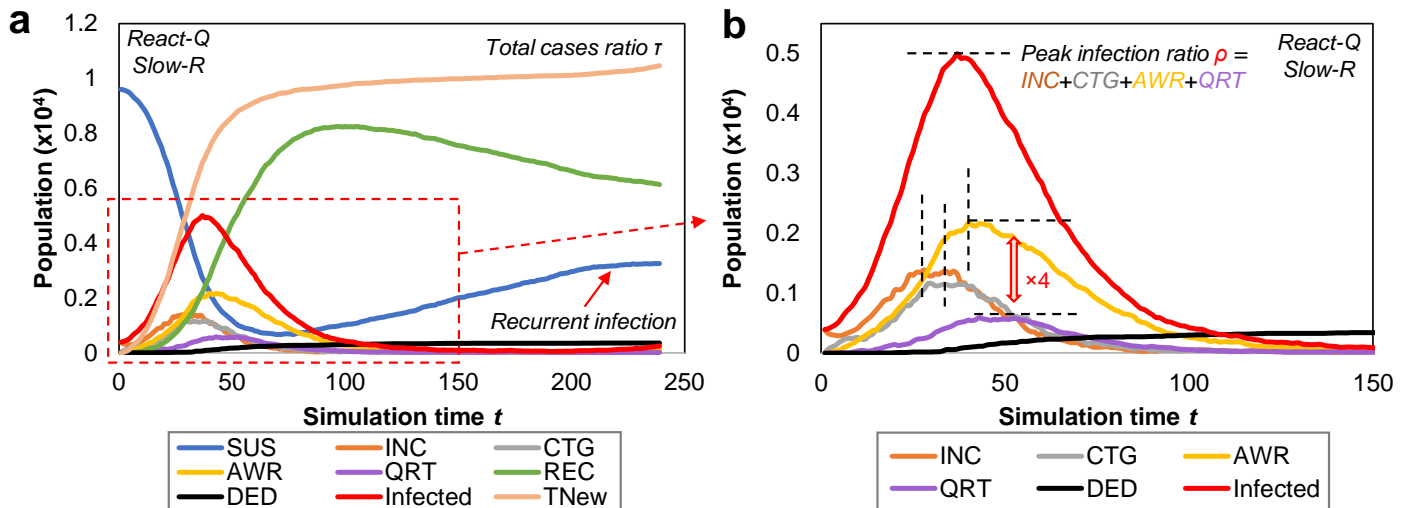 a
React-Q
Slow-R
Total cases ratio τ
Population (x10⁴)
1.2
1
0.8
0.6
0.4
0.2
0
Recurrent infection
0 50 100 150 200 250
Simulation time t
SUS INC CTG
AWR QRT REC
DED Infected TNew
b
Peak infection ratio ρ =
INC+CTG+AWR+QRT
React-Q
Slow-R
Population (x10⁴)
0.5
0.4
0.3
0.2
0.1
0
×4
0 50 100 150
Simulation time t
INC CTG AWR
QRT DED Infected